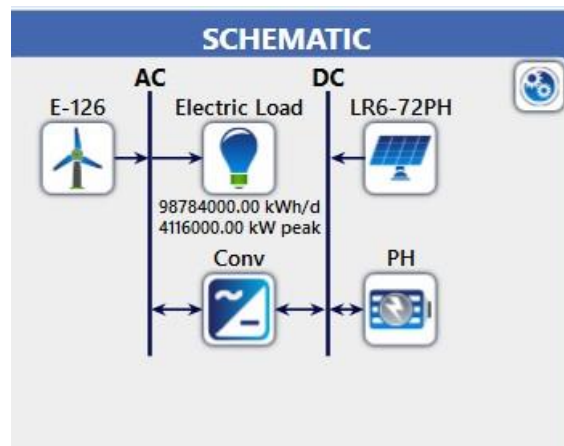 SCHEMATIC
AC DC
E-126 Electric Load LR6-72PH
98784000.00 kWh/d
4116000.00 kW peak
Conv PH